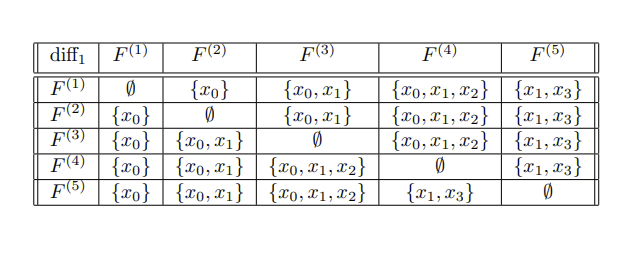 diff₁ F⁽¹⁾ F⁽²⁾ F⁽³⁾ F⁽⁴⁾ F⁽⁵⁾
F⁽¹⁾ ∅ {x₀} {x₀, x₁} {x₀, x₁, x₂} {x₁, x₃}
F⁽²⁾ {x₀} ∅ {x₀, x₁} {x₀, x₁, x₂} {x₁, x₃}
F⁽³⁾ {x₀} {x₀, x₁} ∅ {x₀, x₁, x₂} {x₁, x₃}
F⁽⁴⁾ {x₀} {x₀, x₁} {x₀, x₁, x₂} ∅ {x₁, x₃}
F⁽⁵⁾ {x₀} {x₀, x₁} {x₀, x₁, x₂} {x₁, x₃} ∅